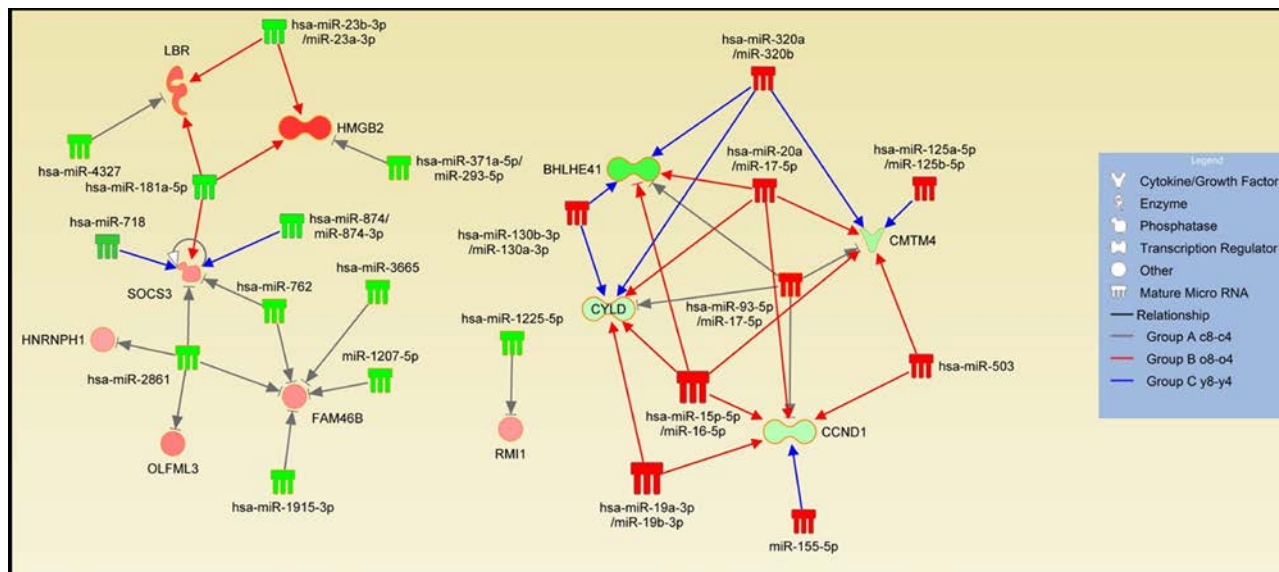 hsa-miR-23b-3p
/miR-23a-3p
LBR
HMGB2
hsa-miR-4327
hsa-miR-181a-5p
hsa-miR-371a-5p/
miR-293-5p
hsa-miR-718
hsa-miR-874/
miR-874-3p
SOCS3
hsa-miR-3665
hsa-miR-762
HNRNPH1
hsa-miR-2861
miR-1207-5p
FAM46B
OLFML3
hsa-miR-1915-3p
hsa-miR-1225-5p
RMI1
hsa-miR-320a
/miR-320b
BHLHE41
hsa-miR-20a
/miR-17-5p
hsa-miR-125a-5p
/miR-125b-5p
hsa-miR-130b-3p
/miR-130a-3p
CMTM4
CYLD
hsa-miR-93-5p
/miR-17-5p
hsa-miR-503
hsa-miR-15p-5p
/miR-16-5p
CCND1
hsa-miR-19a-3p
/miR-19b-3p
miR-155-5p
Legend
Cytokine/Growth Factor
Enzyme
Phosphatase
Transcription Regulator
Other
Mature Micro RNA
Relationship
Group A c8-c4
Group B o8-o4
Group C y8-y4